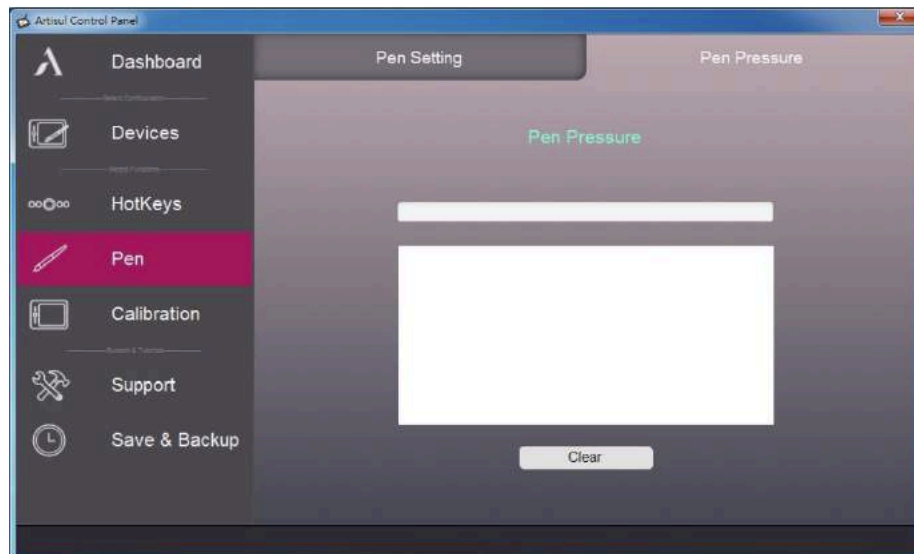 Artisul Control Panel
Dashboard
Devices
HotKeys
Pen
Calibration
Support
Save & Backup
Pen Setting
Pen Pressure
Pen Pressure
Clear